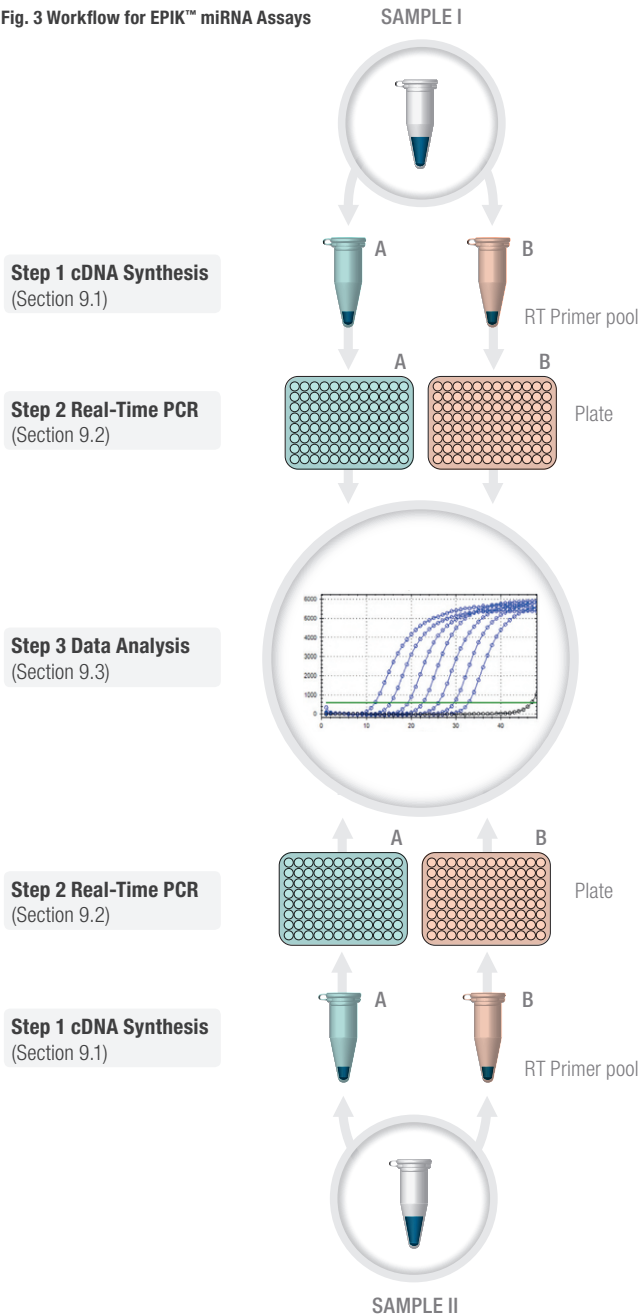 Fig. 3 Workflow for EPIK™ miRNA Assays
SAMPLE I
A
B
Step 1 cDNA Synthesis
(Section 9.1)
RT Primer pool
A
B
Step 2 Real-Time PCR
(Section 9.2)
Plate
6000
5000
4000
3000
2000
1000
0
0
10
20
30
40
Step 3 Data Analysis
(Section 9.3)
A
B
Step 2 Real-Time PCR
(Section 9.2)
Plate
A
B
Step 1 cDNA Synthesis
(Section 9.1)
RT Primer pool
SAMPLE II